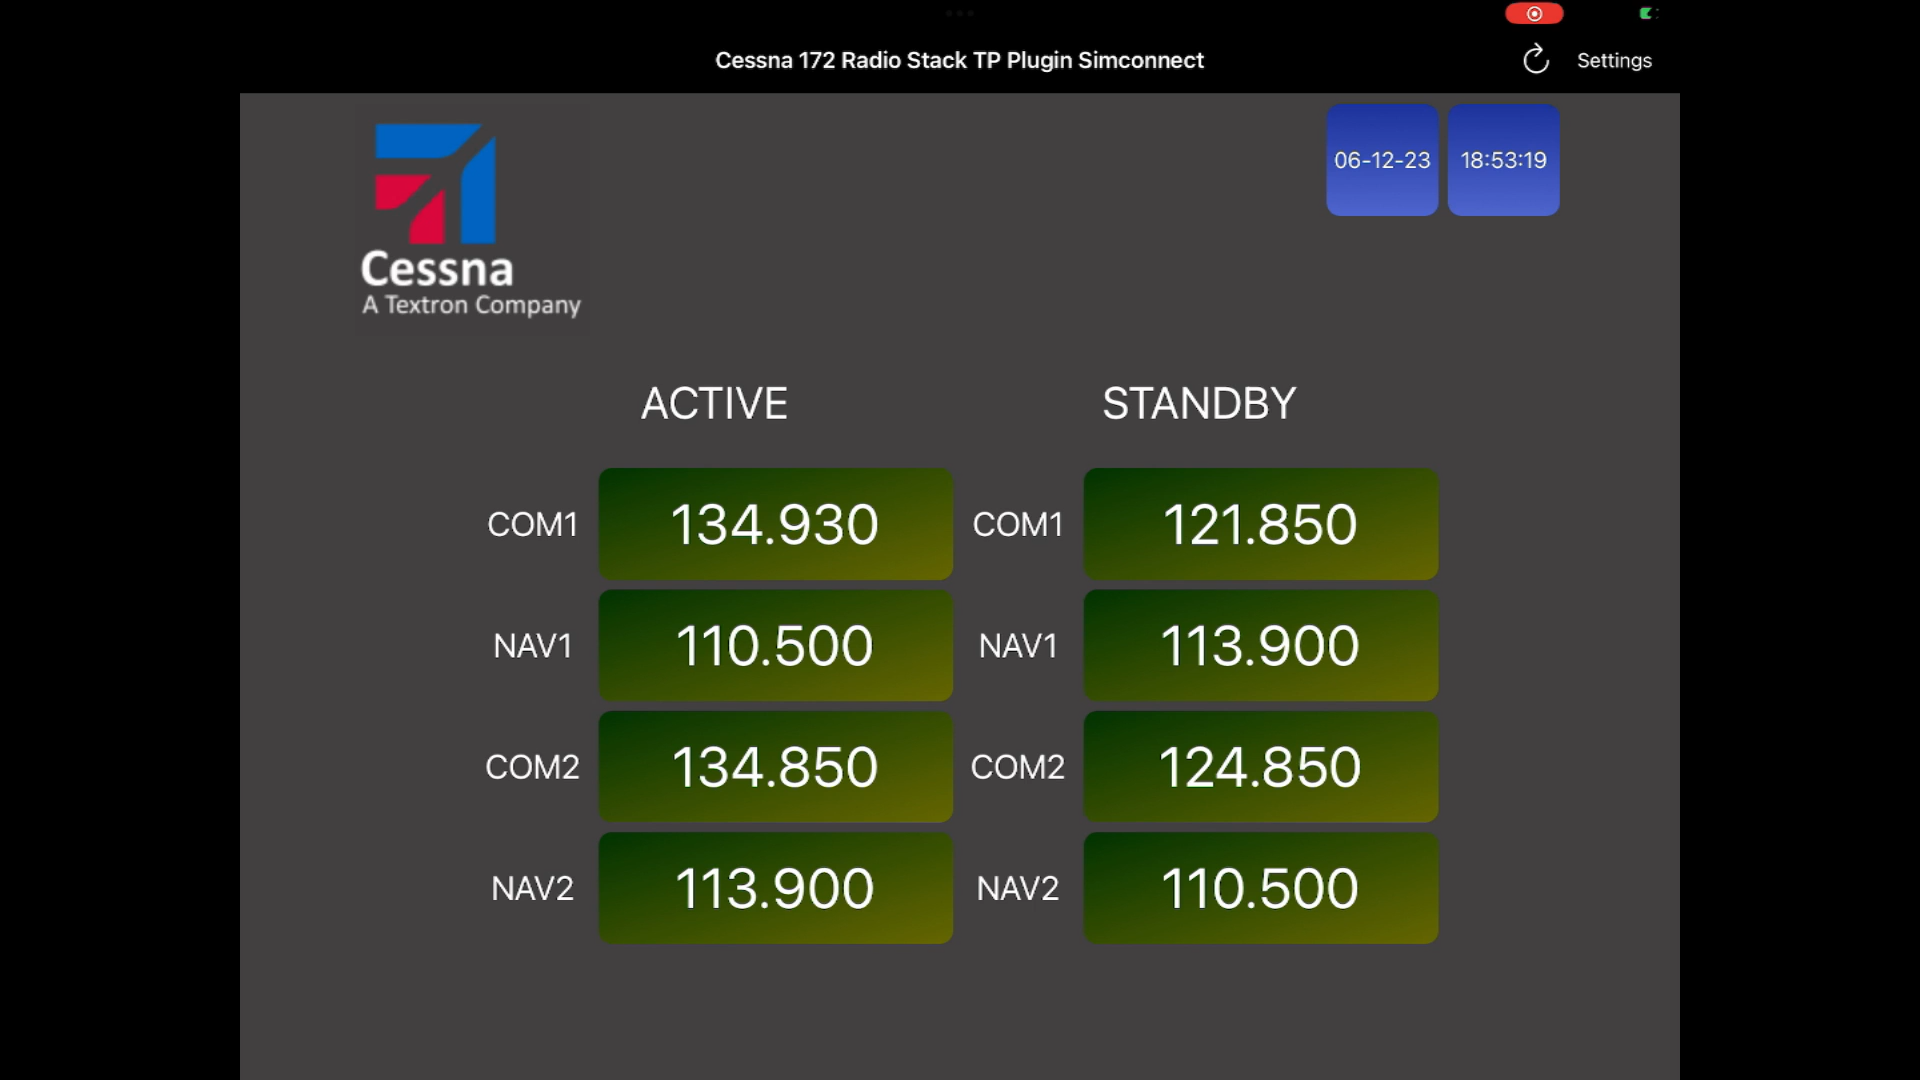 Cessna 172 Radio Stack TP Plugin Simconnect
Settings
06-12-23 18:53:19
Cessna
A Textron Company
ACTIVE STANDBY
COM1 134.930 COM1 121.850
NAV1 110.500 NAV1 113.900
COM2 134.850 COM2 124.850
NAV2 113.900 NAV2 110.500